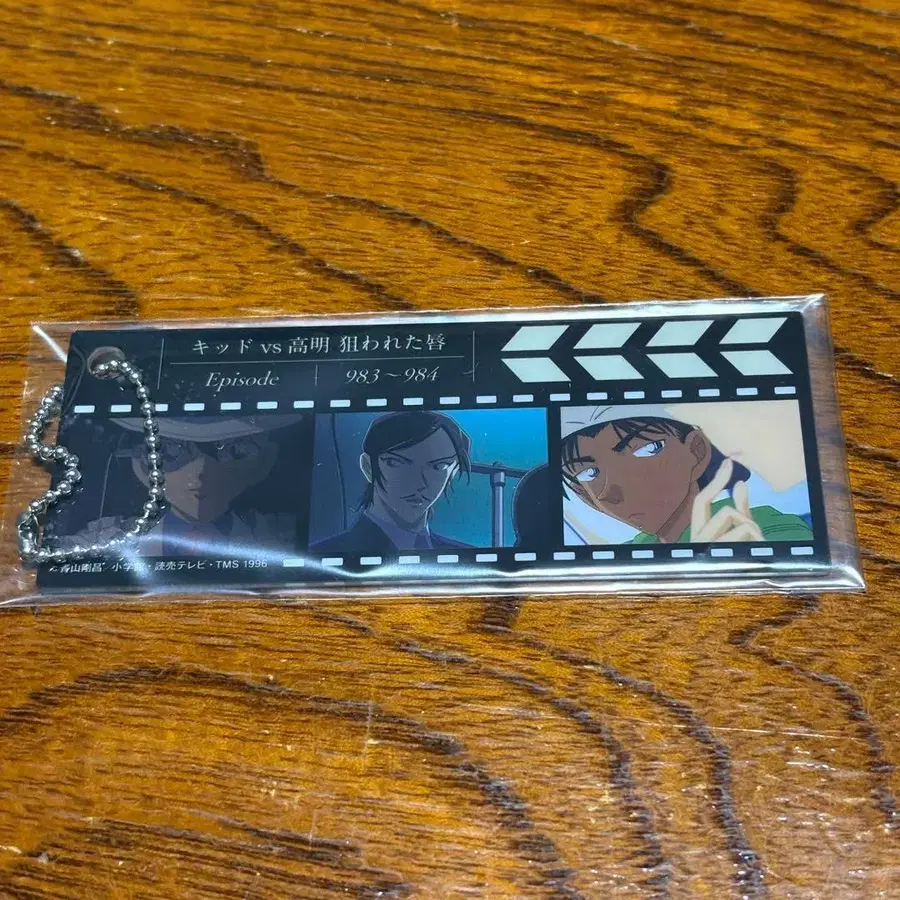 キッド vs 高明 狙われた唇
Episode 983~984
青山剛昌 小学館・読売テレビ・TMS 1996